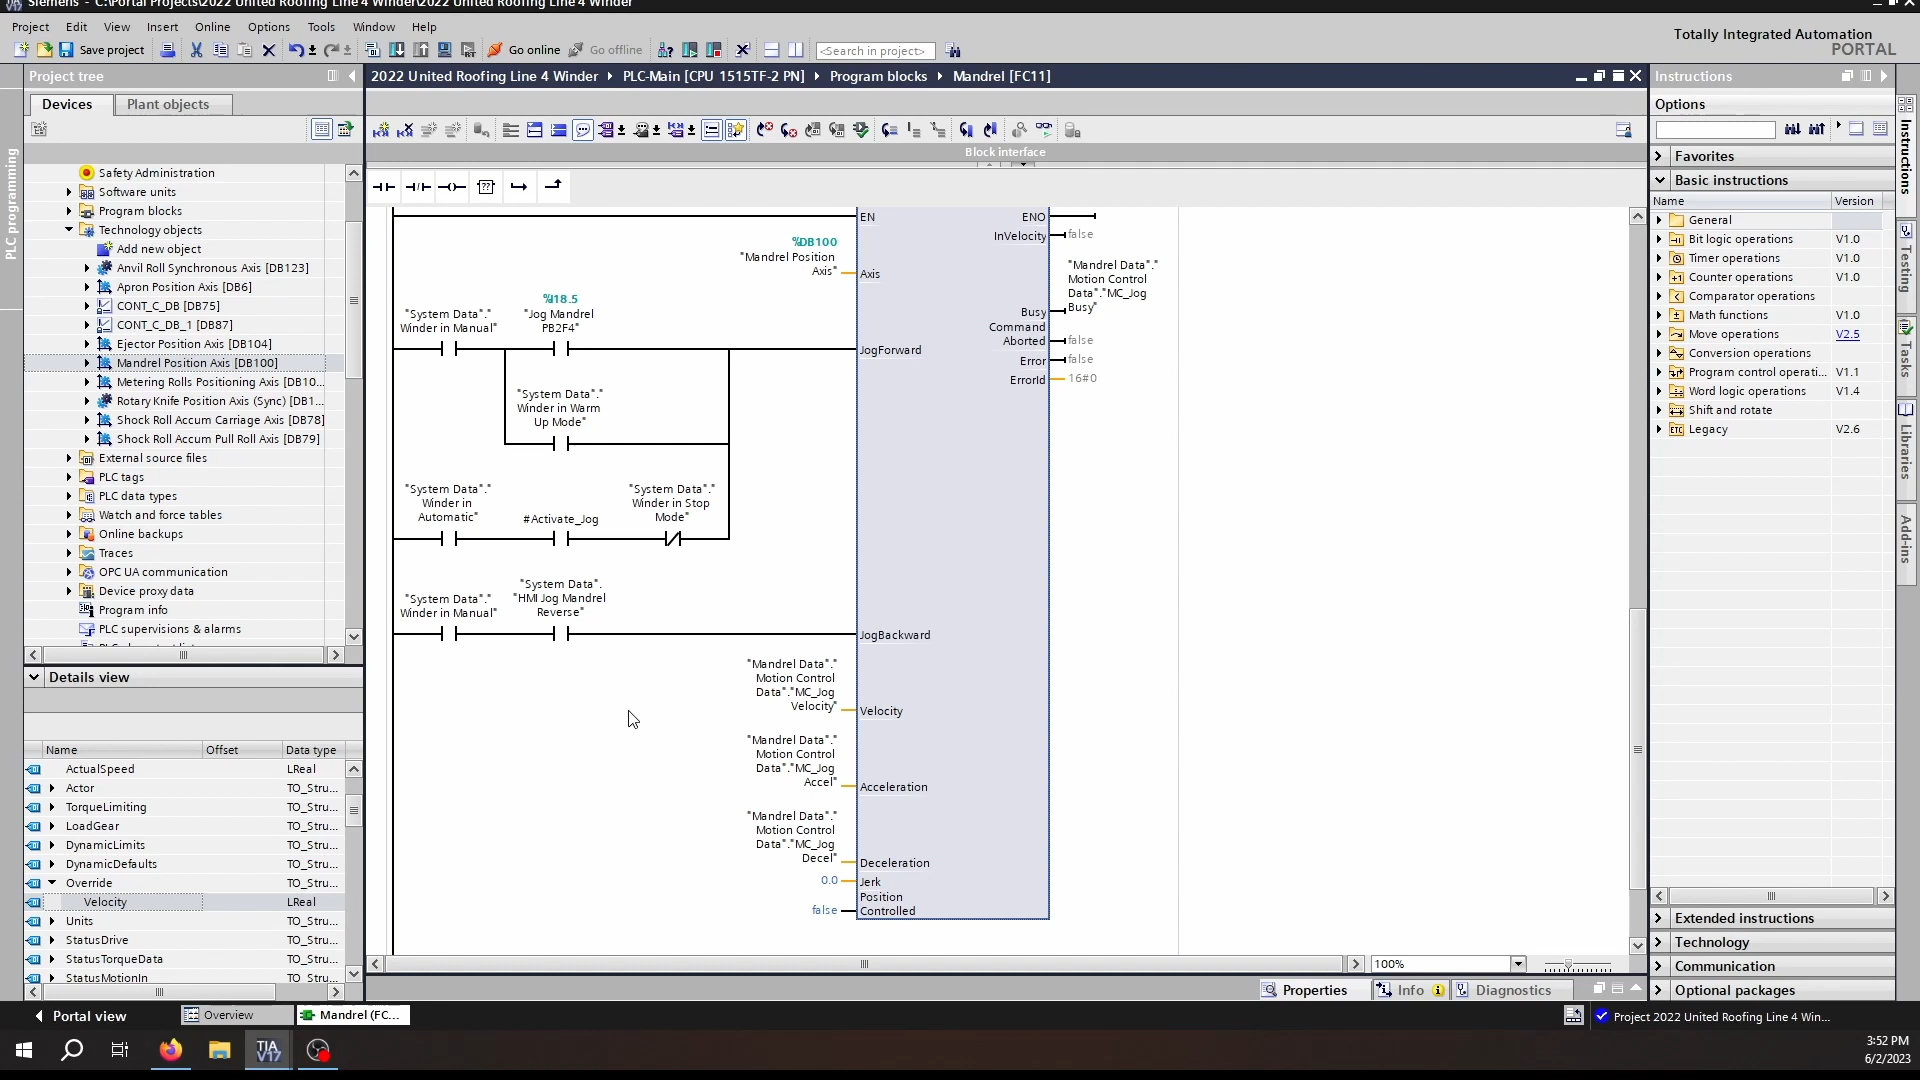 Siemens - C:\Portal Projects\2022 United Roofing Line 4 Winder\2022 United Roofing Line 4 Winder
Project Edit View Insert Online Options Tools Window Help
Totally Integrated Automation
PORTAL
Save project
Go online
Go offline
<Search in project>
Project tree
2022 United Roofing Line 4 Winder
PLC-Main [CPU 1515TF-2 PN]
Program blocks
Mandrel [FC11]
Instructions
Devices
Plant objects
Options
PLC programming
Block interface
Safety Administration
Software units
Program blocks
Technology objects
Add new object
Anvil Roll Synchronous Axis [DB123]
Apron Position Axis [DB6]
CONT_C_DB [DB75]
CONT_C_DB_1 [DB87]
Ejector Position Axis [DB104]
Mandrel Position Axis [DB100]
Metering Rolls Positioning Axis [DB10...
Rotary Knife Position Axis (Sync) [DB1...
Shock Roll Accum Carriage Axis [DB78]
Shock Roll Accum Pull Roll Axis [DB79]
External source files
PLC tags
PLC data types
Watch and force tables
Online backups
Traces
OPC UA communication
Device proxy data
Program info
PLC supervisions & alarms
Details view
Name Offset Data type
ActualSpeed LReal
Actor TO_Stru...
TorqueLimiting TO_Stru...
LoadGear TO_Stru...
DynamicLimits TO_Stru...
DynamicDefaults TO_Stru...
Override TO_Stru...
Velocity LReal
Units TO_Stru...
StatusDrive TO_Stru...
StatusTorqueData TO_Stru...
StatusMotionIn TO_Stru...
EN
ENO
InVelocity
false
%DB100
"Mandrel Position
Axis"
Axis
"Mandrel Data"."
Motion Control
Data"."MC_Jog
Busy"
Busy
Command
Aborted
false
Error
false
ErrorId
16#0
"System Data"."
Winder in Manual"
%I18.5
"Jog Mandrel
PB2F4"
JogForward
"System Data"."
Winder in Warm
Up Mode"
"System Data"."
Winder in
Automatic"
#Activate_Jog
"System Data"."
Winder in Stop
Mode"
"System Data"."
Winder in Manual"
"System Data".
"HMI Jog Mandrel
Reverse"
JogBackward
"Mandrel Data"."
Motion Control
Data"."MC_Jog
Velocity"
Velocity
"Mandrel Data"."
Motion Control
Data"."MC_Jog
Accel"
Acceleration
"Mandrel Data"."
Motion Control
Data"."MC_Jog
Decel"
Deceleration
0.0
Jerk
Position
Controlled
false
100%
Properties
Info
Diagnostics
Favorites
Basic instructions
Name Version
General
Bit logic operations V1.0
Timer operations V1.0
Counter operations V1.0
Comparator operations
Math functions V1.0
Move operations V2.5
Conversion operations
Program control operati... V1.1
Word logic operations V1.4
Shift and rotate
Legacy V2.6
Extended instructions
Technology
Communication
Optional packages
Instructions
Testing
Tasks
Libraries
Add-ins
Portal view
Overview
Mandrel (FC...
Project 2022 United Roofing Line 4 Win...
TIA
V17
3:52 PM
6/2/2023